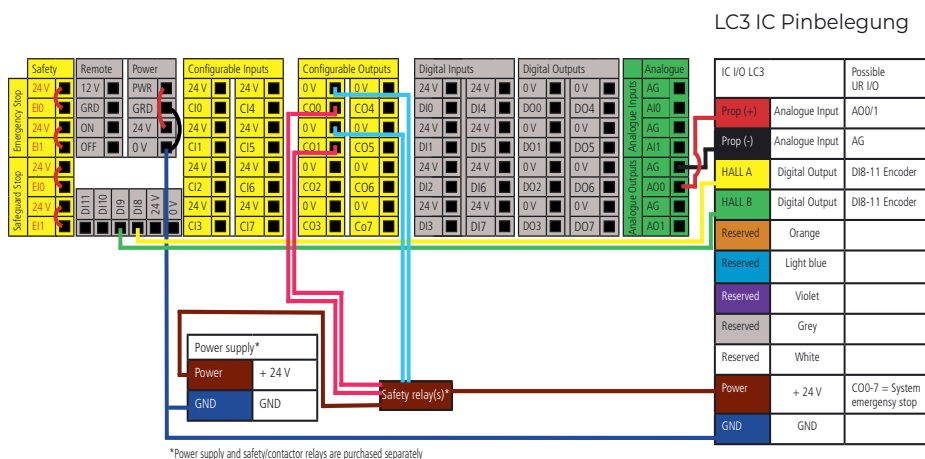 LC3 IC Pinbelegung
Safety Remote Power Configurable Inputs Configurable Outputs Digital Inputs Digital Outputs Analogue
Emergency Stop
Safeguard Stop
Analogue Inputs
Analogue Outputs
24 V 12 V PWR 24 V 24 V 0 V 0 V 24 V 24 V 0 V 0 V AG
EI0 GRD GRD CI0 CI4 CO0 CO4 DI0 DI4 DO0 DO4 AI0
24 V ON 24 V 24 V 24 V 0 V 0 V 24 V 24 V 0 V 0 V AG
EI1 OFF 0 V CI1 CI5 CO1 CO5 DI1 DI5 DO1 DO5 AI1
24 V 24 V 24 V 0 V 0 V 24 V 24 V 0 V 0 V AG
EI0 CI2 CI6 CO2 CO6 DI2 DI6 DO2 DO6 AO0
24 V 24 V 24 V 0 V 0 V 24 V 24 V 0 V 0 V AG
EI1 CI3 CI7 CO3 Co7 DI3 DI7 DO3 DO7 AO1
DI11 DI10 DI9 DI8 24 V 0V
IC I/O LC3 Possible
UR I/O
Prop (+) Analogue Input AO0/1
Prop (-) Analogue Input AG
HALL A Digital Output DI8-11 Encoder
HALL B Digital Output DI8-11 Encoder
Reserved Orange
Reserved Light blue
Reserved Violet
Reserved Grey
Reserved White
Power + 24 V CO0-7 = System
emergensy stop
GND GND
Power supply*
Power + 24 V
GND GND
Safety relay(s)*
*Power supply and safety/contactor relays are purchased separately